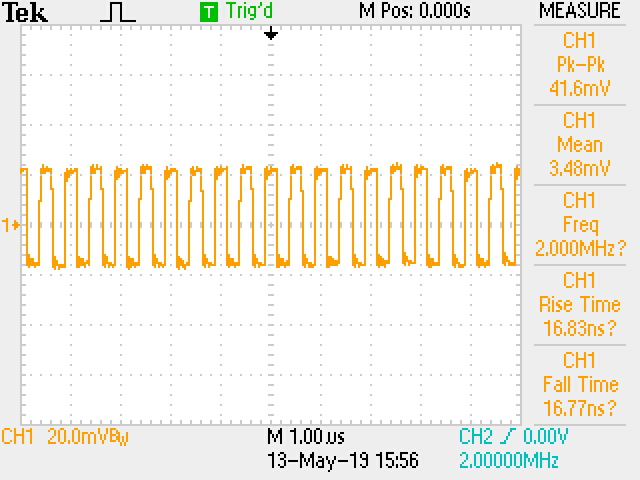 Tek
T Trig'd
M Pos: 0.000s
MEASURE
CH1
Pk-Pk
41.6mV
CH1
Mean
3.48mV
CH1
Freq
2.000MHz?
CH1
Rise Time
16.83ns?
CH1
Fall Time
16.77ns?
1
CH1 20.0mVBW
M 1.00us
CH2 0.00V
13-May-19 15:56
2.00000MHz